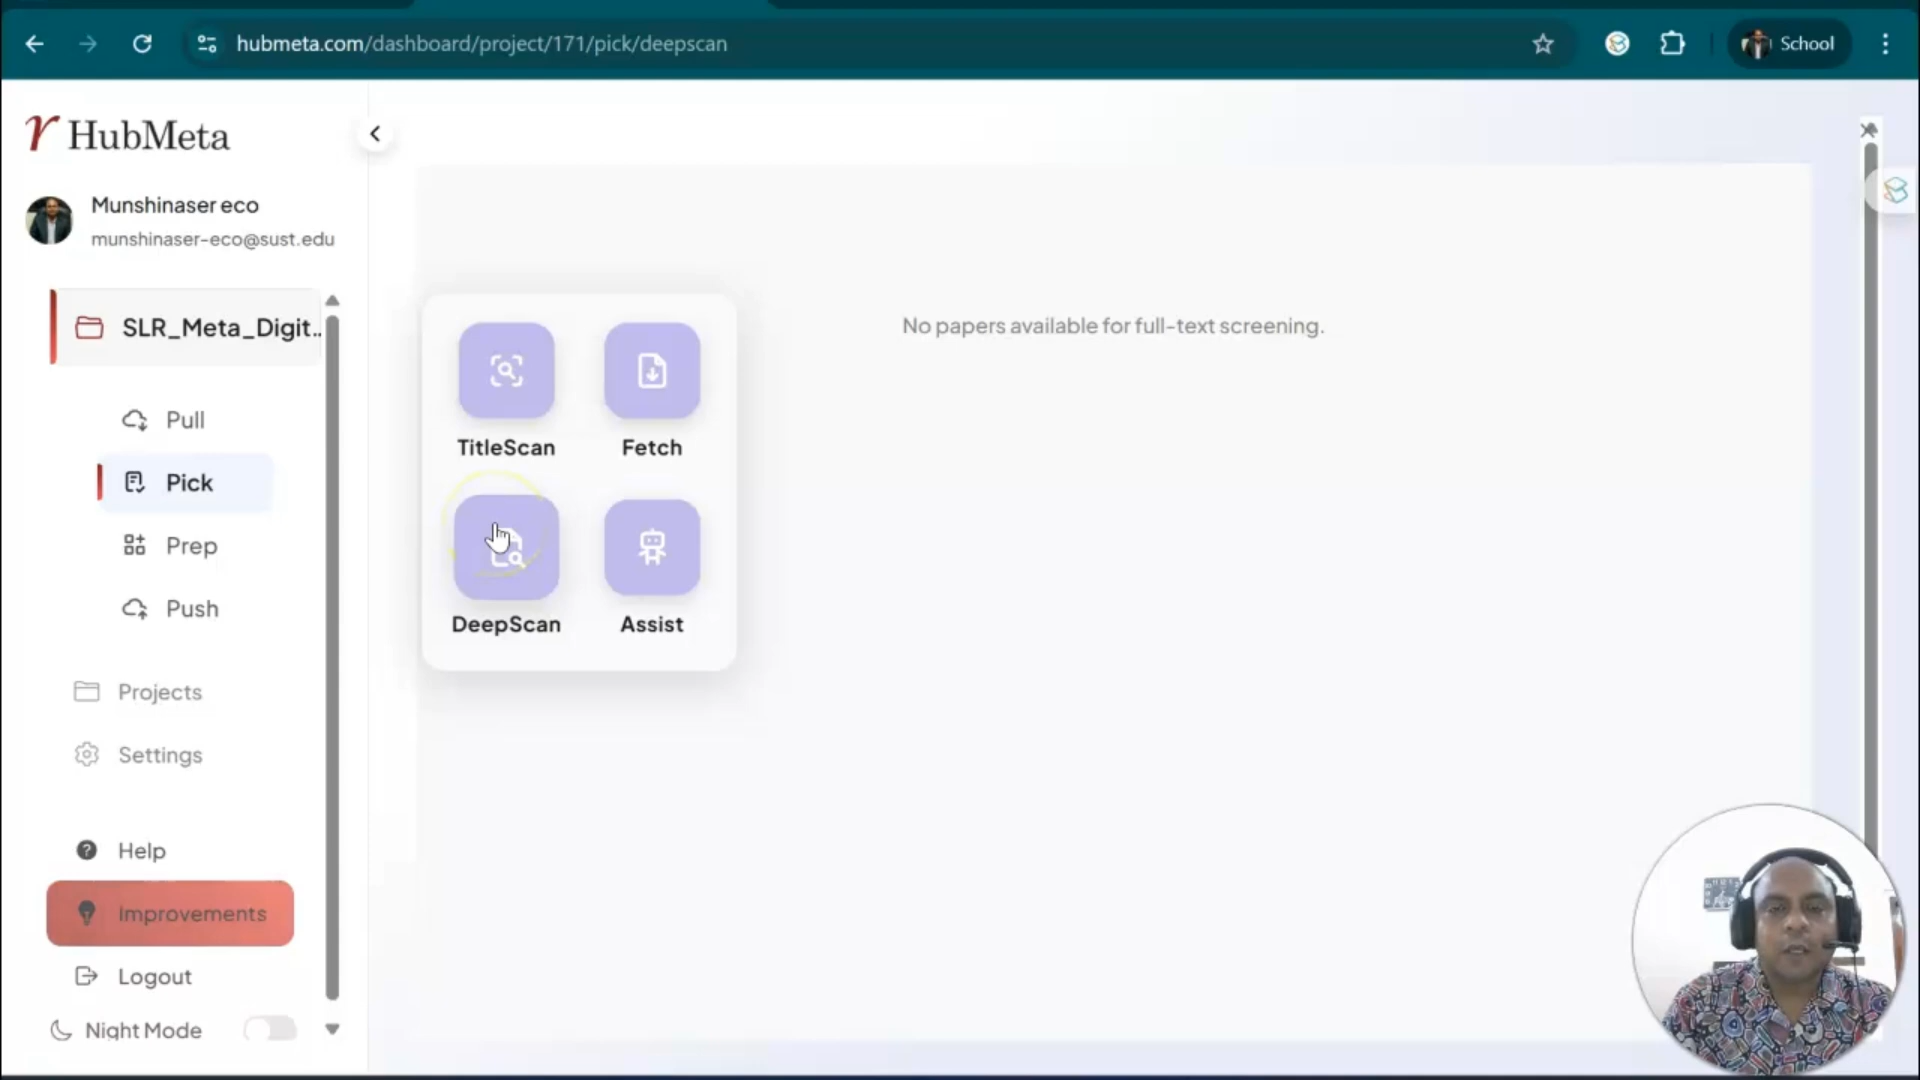 hubmeta.com/dashboard/project/171/pick/deepscan
School
r HubMeta
Munshinaser eco
munshinaser-eco@sust.edu
SLR_Meta_Digit..
Pull
Pick
Prep
Push
Projects
Settings
Help
Improvements
Logout
Night Mode
TitleScan
Fetch
DeepScan
Assist
No papers available for full-text screening.